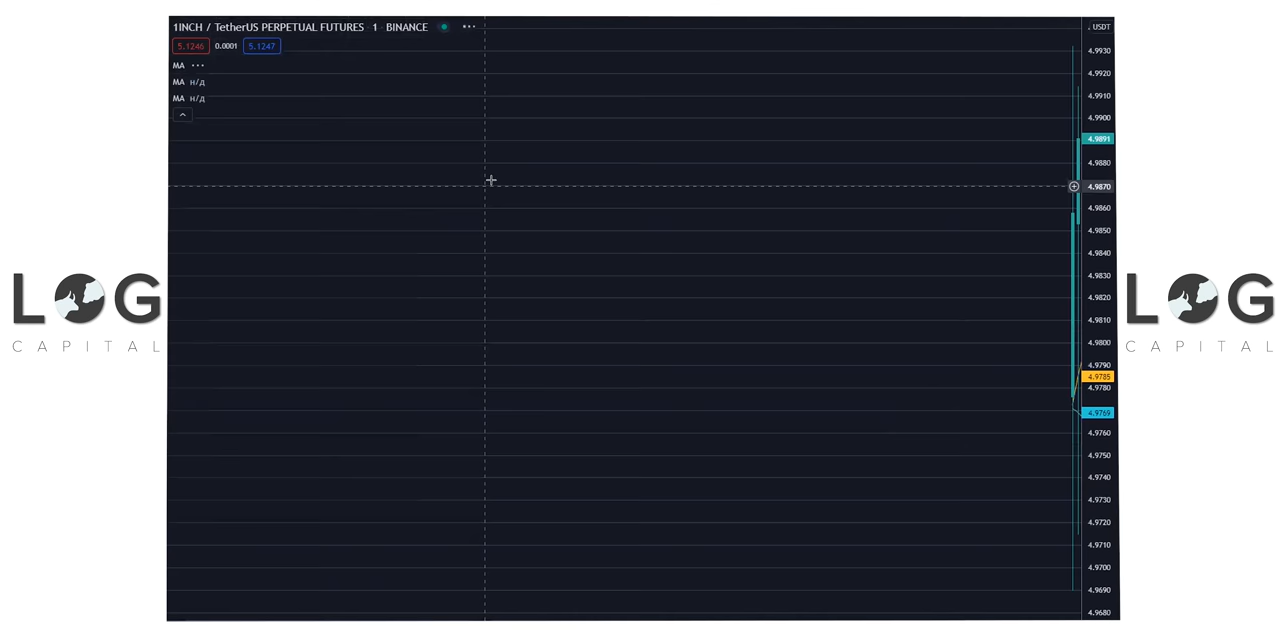 1INCH / TetherUS PERPETUAL FUTURES · 1 · BINANCE
5.1246 0.0001 5.1247
MA
MA н/д
MA н/д
USDT
4.9930
4.9920
4.9910
4.9900
4.9891
4.9880
4.9870
4.9860
4.9850
4.9840
4.9830
4.9820
4.9810
4.9800
4.9790
4.9785
4.9780
4.9769
4.9760
4.9750
4.9740
4.9730
4.9720
4.9710
4.9700
4.9690
4.9680
LOG
CAPITAL
LOG
CAPITAL